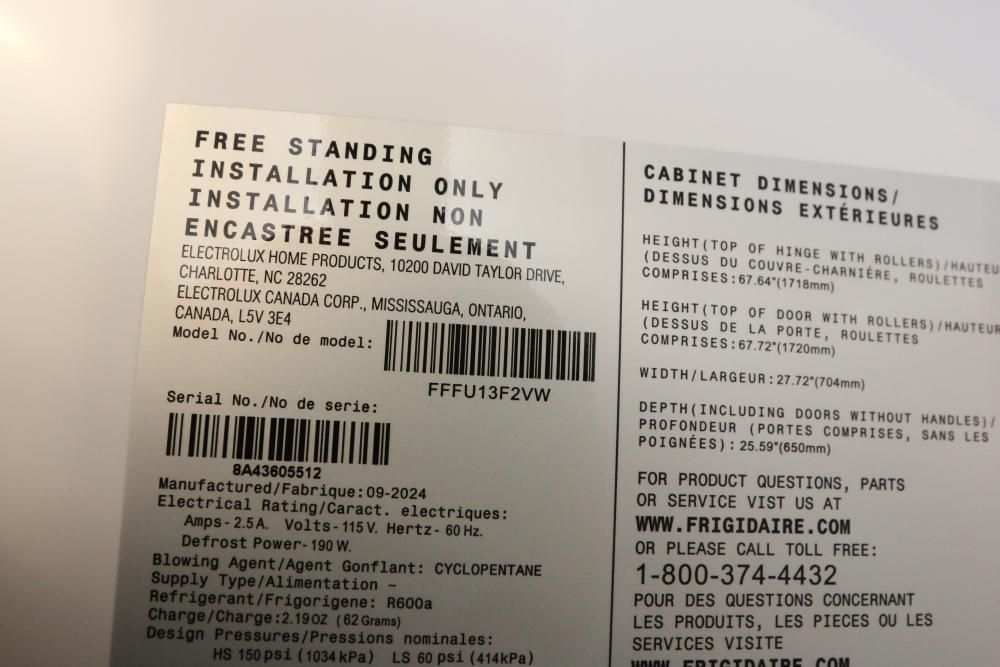 FREE STANDING
INSTALLATION ONLY
INSTALLATION NON
ENCASTREE SEULEMENT
ELECTROLUX HOME PRODUCTS, 10200 DAVID TAYLOR DRIVE,
CHARLOTTE, NC 28262
ELECTROLUX CANADA CORP., MISSISSAUGA, ONTARIO,
CANADA, L5V 3E4
Model No./No de model:
FFFU13F2VW
Serial No./No de serie:
8A43605512
Manufactured/Fabrique:09-2024
Electrical Rating/Caract. electriques:
Amps-2.5A. Volts-115V. Hertz-60Hz.
Defrost Power-190W.
Blowing Agent/Agent Gonflant: CYCLOPENTANE
Supply Type/Alimentation ~
Refrigerant/Frigorigene: R600a
Charge/Charge:2.19OZ (62Grams)
Design Pressures/Pressions nominales:
HS 150psi (1034kPa) LS 60psi (414kPa)
CABINET DIMENSIONS/
DIMENSIONS EXTÉRIEURES
HEIGHT(TOP OF HINGE WITH ROLLERS)/HAUTEU
(DESSUS DU COUVRE-CHARNIÉRE, ROULETTES
COMPRISES:67.64"(1718mm)
HEIGHT(TOP OF DOOR WITH ROLLERS)/HAUTEUR
(DESSUS DE LA PORTE, ROULETTES
COMPRISES:67.72"(1720mm)
WIDTH/LARGEUR:27.72"(704mm)
DEPTH(INCLUDING DOORS WITHOUT HANDLES)/
PROFONDEUR (PORTES COMPRISES, SANS LES
POIGNÉES):25.59"(650mm)
FOR PRODUCT QUESTIONS, PARTS
OR SERVICE VIST US AT
WWW.FRIGIDAIRE.COM
OR PLEASE CALL TOLL FREE:
1-800-374-4432
POUR DES QUESTIONS CONCERNANT
LES PRODUITS, LES PIECES OU LES
SERVICES VISITE
WWW.FRIGIDAIRE.COM